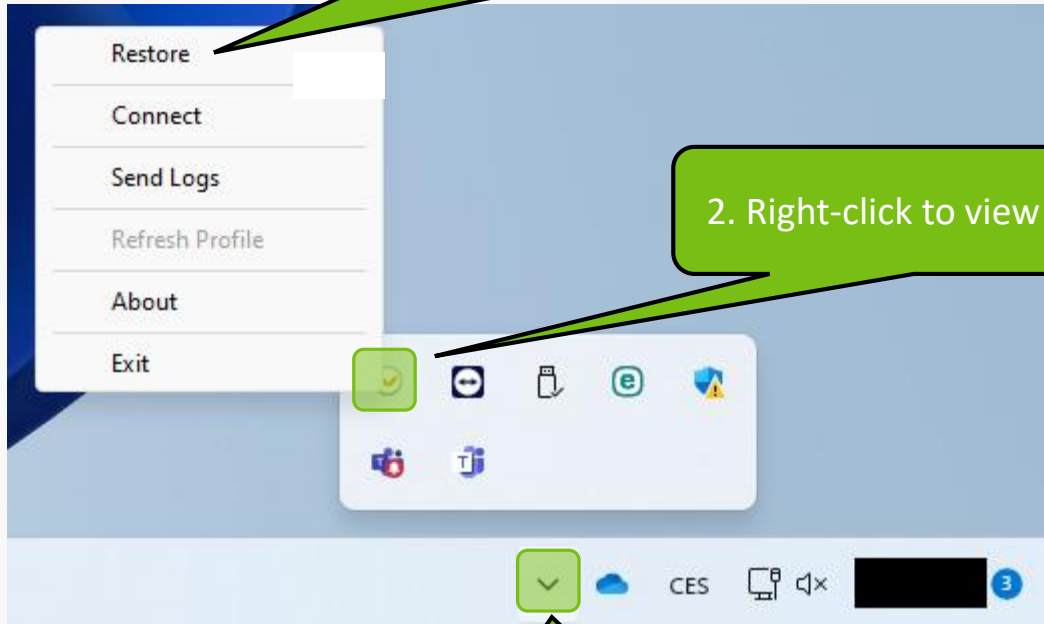 Restore
Connect
Send Logs
2. Right-click to view
Refresh Profile
About
Exit
CES
3